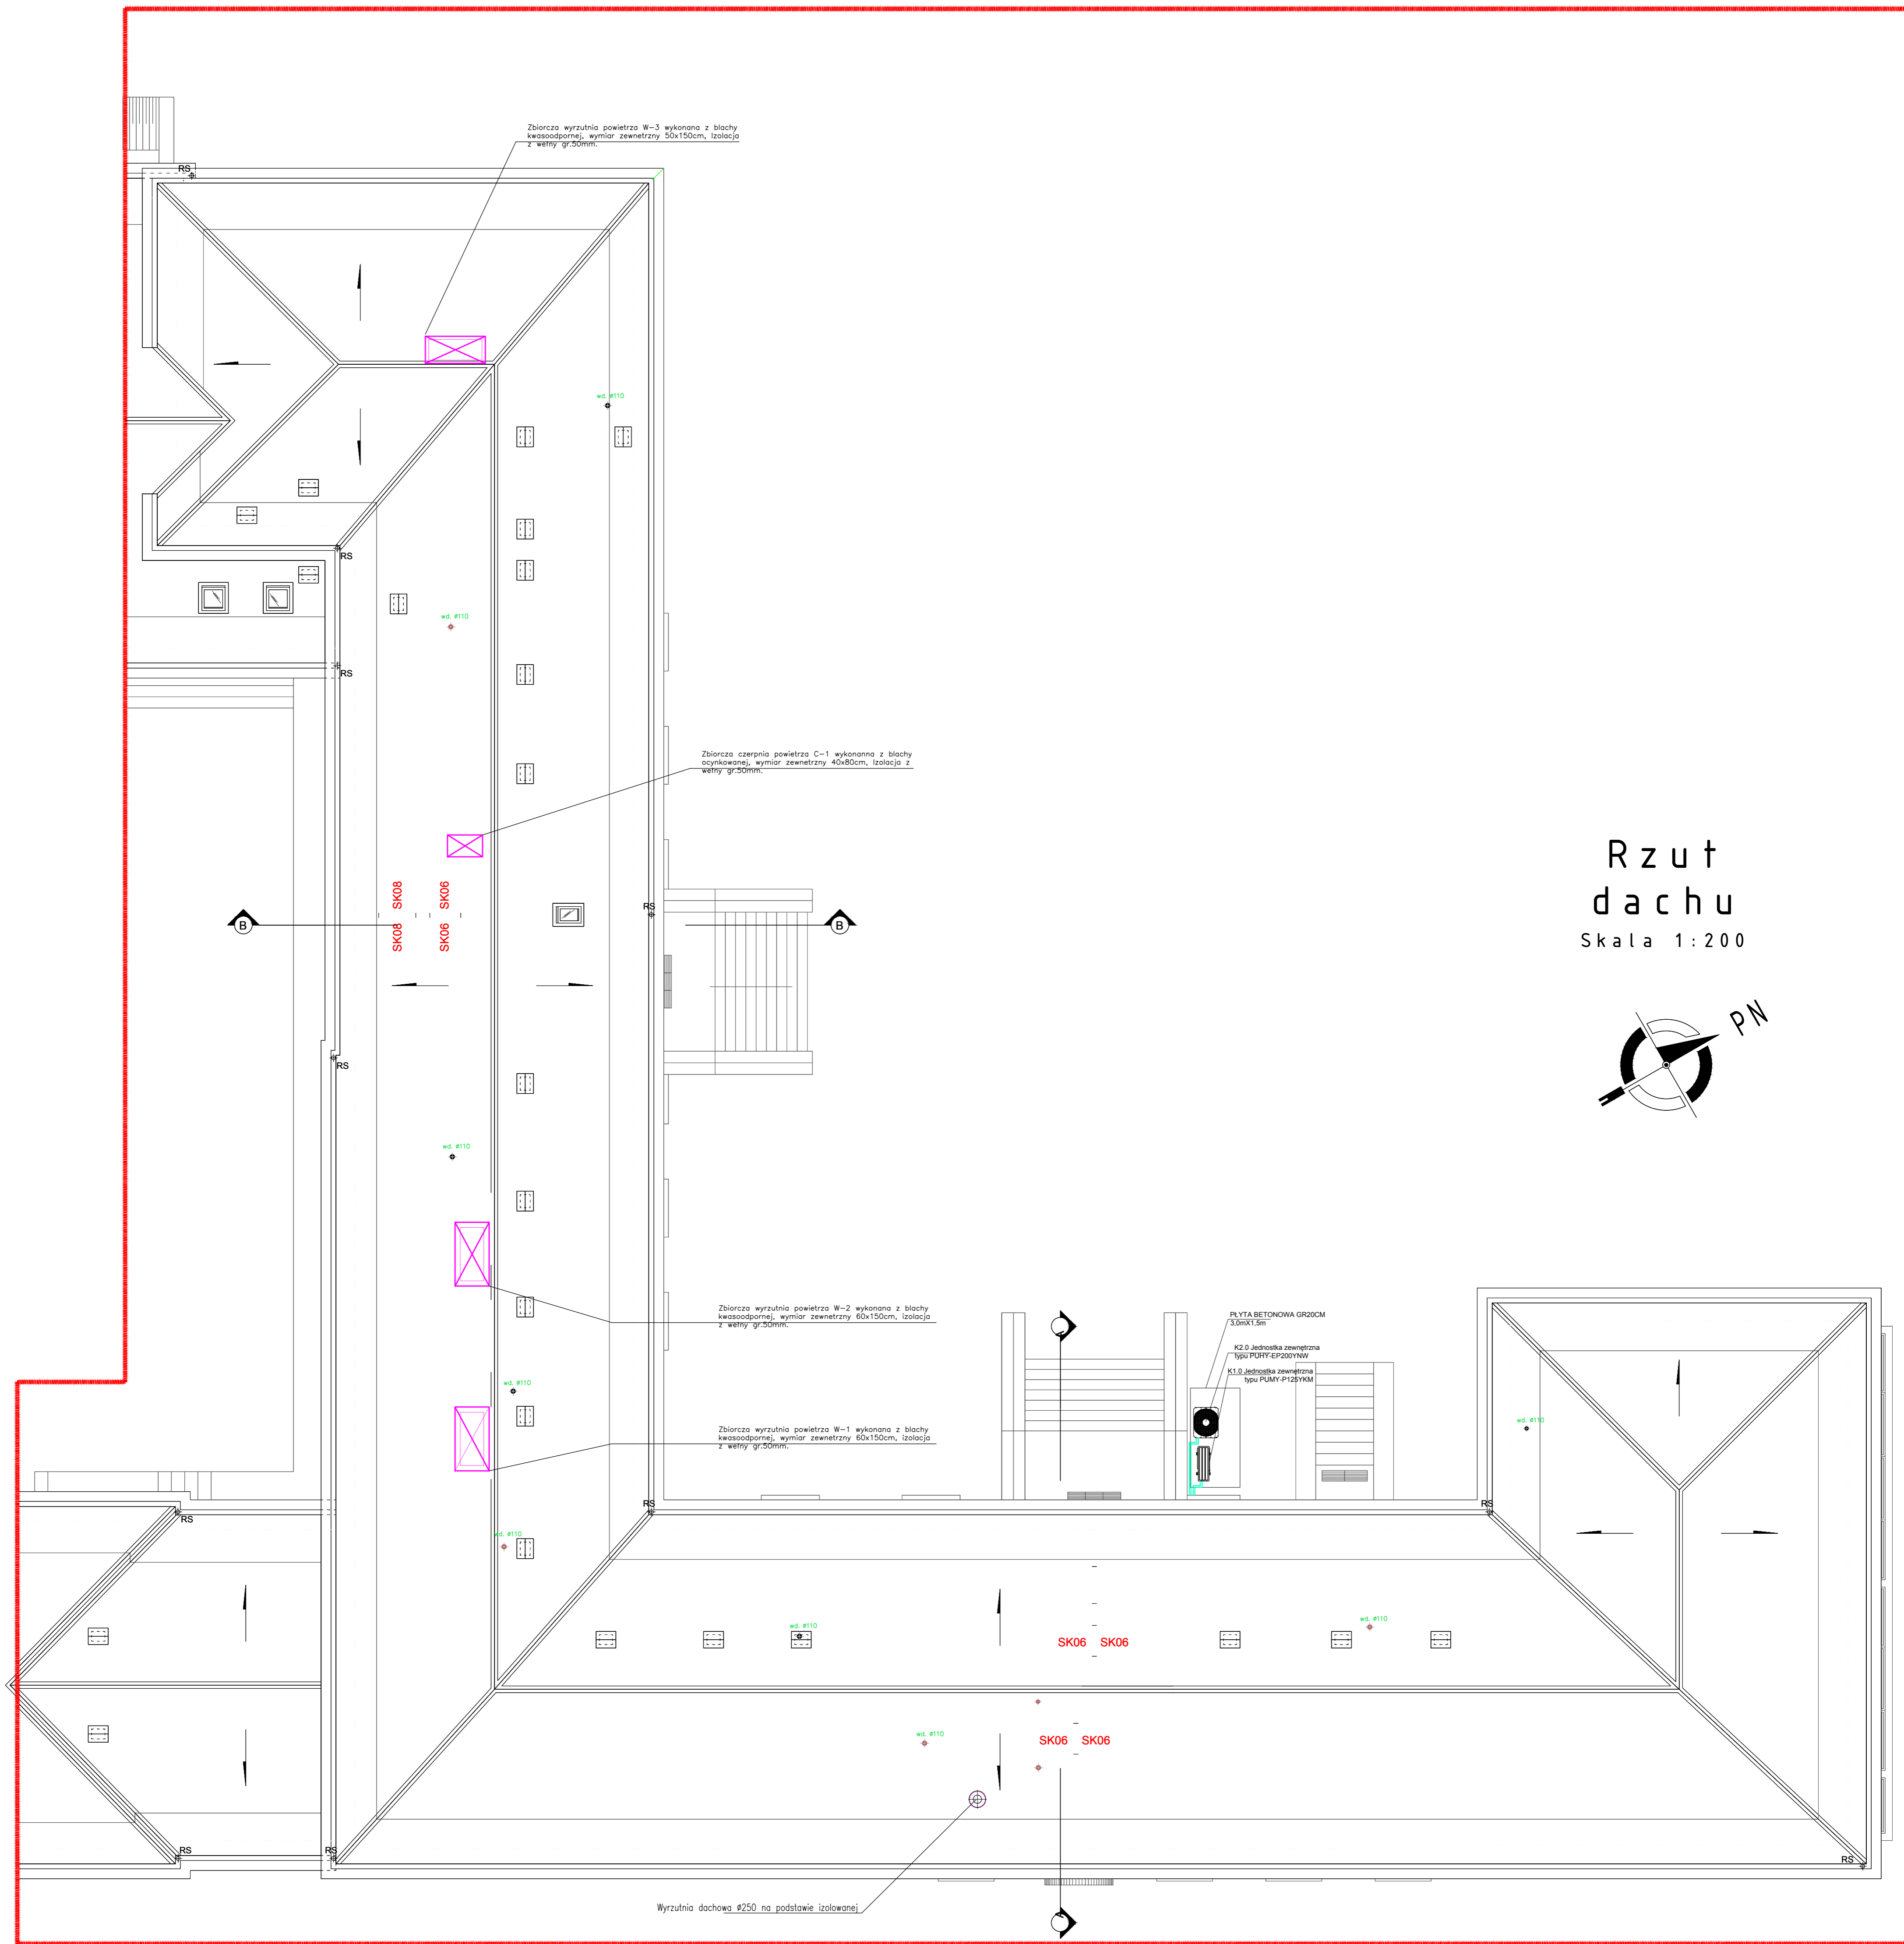 Zbiorcza wyrzutnia powietrza W-3 wykonana z blachy
kwasoodpornej, wymiar zewnetrzny 50x150cm, Izolacja
z wełny gr.50mm.
RS
wd. ø110
RS
wd. ø110
RS
Zbiorcza czerpnia powietrza C-1 wykonanna z blachy
ocynkowanej, wymiar zewnetrzny 40x80cm, Izolacja z
wełny gr.50mm.
Rzut
dachu
Skala 1:200
SK08
SK06
RS
B
SK08
SK06
B
PN
RS
wd. ø110
Zbiorcza wyrzutnia powietrza W-2 wykonana z blachy
kwasoodpornej, wymiar zewnetrzny 60x150cm, izolacja
z wełny gr.50mm.
PŁYTA BETONOWA GR20CM
3,0mX1,5m
A
K2.0 Jednostka zewnętrzna
typu PUHY-EP200YNW
K1.0 Jednostka zewnętrzna
typu PUMY-P125YKM
wd. ø110
Zbiorcza wyrzutnia powietrza W-1 wykonana z blachy
kwasoodpornej, wymiar zewnetrzny 60x150cm, izolacja
z wełny gr.50mm.
wd. ø110
RS
RS
RS
wd. ø110
wd. ø110
wd. ø110
SK06 SK06
wd. ø110
SK06 SK06
RS
RS
RS
Wyrzutnia dachowa ø250 na podstawie izolowanej
A